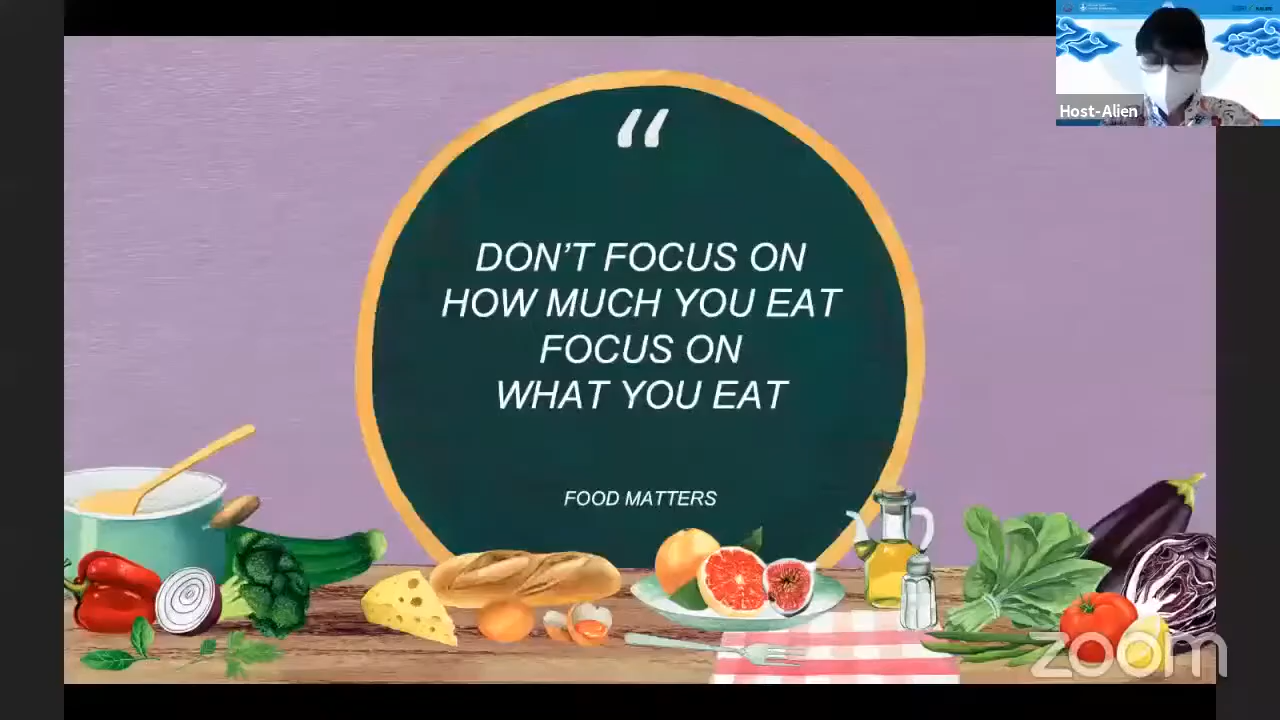 “
DON’T FOCUS ON
HOW MUCH YOU EAT
FOCUS ON
WHAT YOU EAT
FOOD MATTERS
Host-Alien
zoom